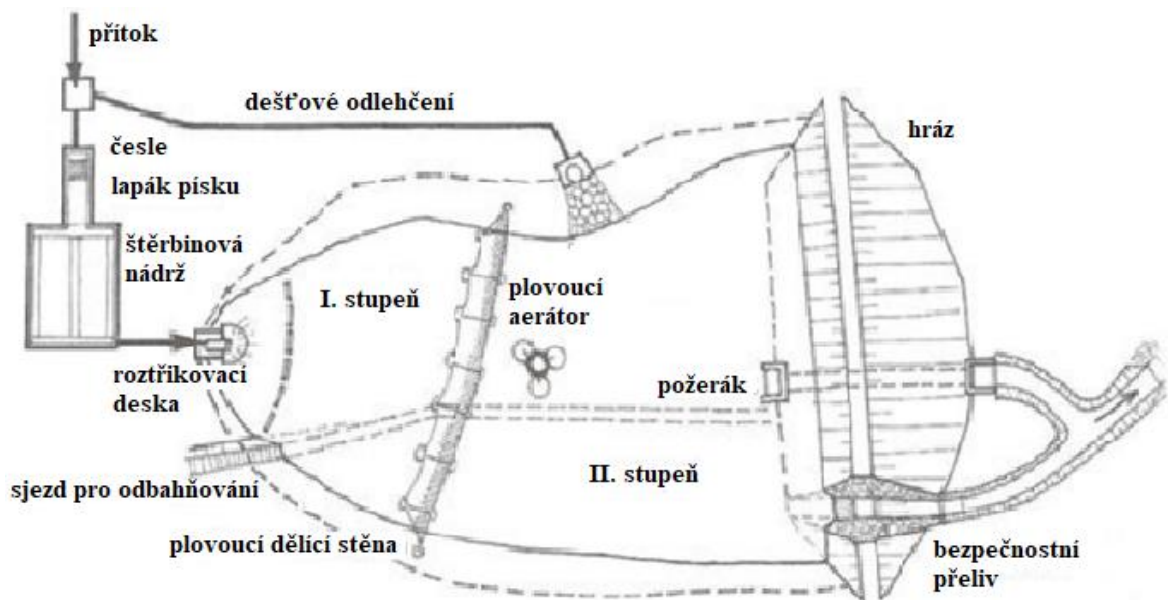 přítok
dešťové odlehčení
hráz
česle
lapák písku
štěrbinová
nádrž
I. stupeň
plovoucí
aerátor
roztřikovací
deska
požerák
sjezd pro odbahňování
II. stupeň
plovoucí dělící stěna
bezpečnostní
přeliv